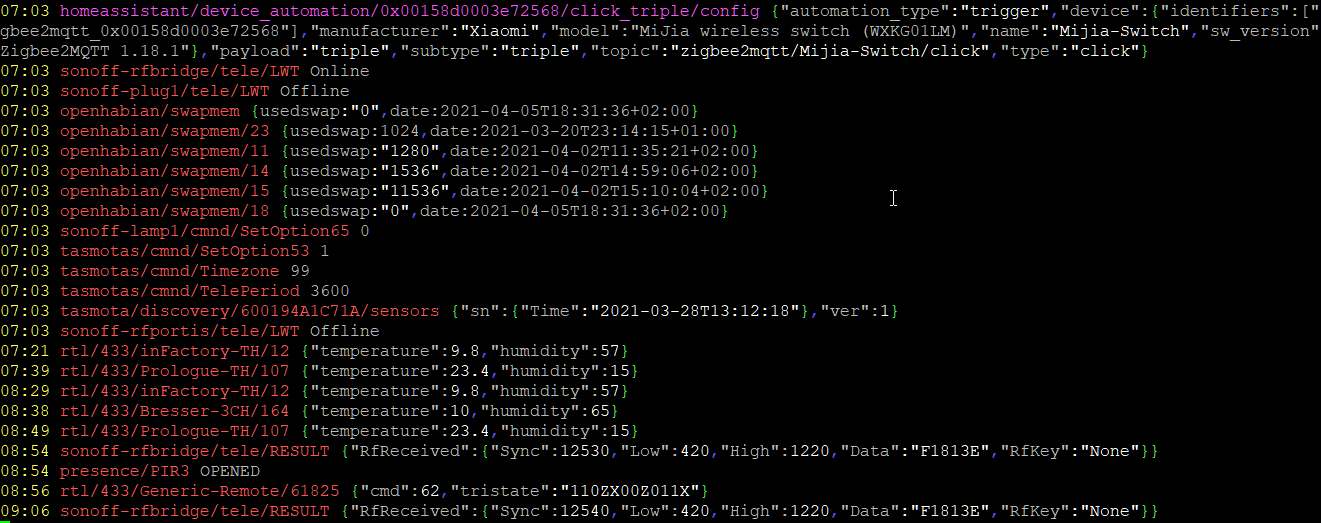 07:03 homeassistant/device_automation/0x00158d0003e72568/click_triple/config {"automation_type":"trigger","device":{"identifiers":["
gbee2mqtt_0x00158d0003e72568"],"manufacturer":"Xiaomi","model":"MiJia wireless switch (WXKG01LM)","name":"Mijia-Switch","sw_version"
Zigbee2MQTT 1.18.1"},"payload":"triple","subtype":"triple","topic":"zigbee2mqtt/Mijia-Switch/click","type":"click"}
07:03 sonoff-rfbridge/tele/LWT Online
07:03 sonoff-plug1/tele/LWT Offline
07:03 openhabian/swapmem {usedswap:"0",date:2021-04-05T18:31:36+02:00}
07:03 openhabian/swapmem/23 {usedswap:1024,date:2021-03-20T23:14:15+01:00}
07:03 openhabian/swapmem/11 {usedswap:"1280",date:2021-04-02T11:35:21+02:00}
07:03 openhabian/swapmem/14 {usedswap:"1536",date:2021-04-02T14:59:06+02:00}
07:03 openhabian/swapmem/15 {usedswap:"11536",date:2021-04-02T15:10:04+02:00}
07:03 openhabian/swapmem/18 {usedswap:"0",date:2021-04-05T18:31:36+02:00}
07:03 sonoff-lamp1/cmnd/SetOption65 0
07:03 tasmotas/cmnd/SetOption53 1
07:03 tasmotas/cmnd/Timezone 99
07:03 tasmotas/cmnd/TelePeriod 3600
07:03 tasmota/discovery/600194A1C71A/sensors {"sn":{"Time":"2021-03-28T13:12:18"},"ver":1}
07:03 sonoff-rfportis/tele/LWT Offline
07:21 rtl/433/inFactory-TH/12 {"temperature":9.8,"humidity":57}
07:39 rtl/433/Prologue-TH/107 {"temperature":23.4,"humidity":15}
08:29 rtl/433/inFactory-TH/12 {"temperature":9.8,"humidity":57}
08:38 rtl/433/Bresser-3CH/164 {"temperature":10,"humidity":65}
08:49 rtl/433/Prologue-TH/107 {"temperature":23.4,"humidity":15}
08:54 sonoff-rfbridge/tele/RESULT {"RfReceived":{"Sync":12530,"Low":420,"High":1220,"Data":"F1813E","RfKey":"None"}}
08:54 presence/PIR3 OPENED
08:56 rtl/433/Generic-Remote/61825 {"cmd":62,"tristate":"110ZX00Z011X"}
09:06 sonoff-rfbridge/tele/RESULT {"RfReceived":{"Sync":12540,"Low":420,"High":1220,"Data":"F1813E","RfKey":"None"}}